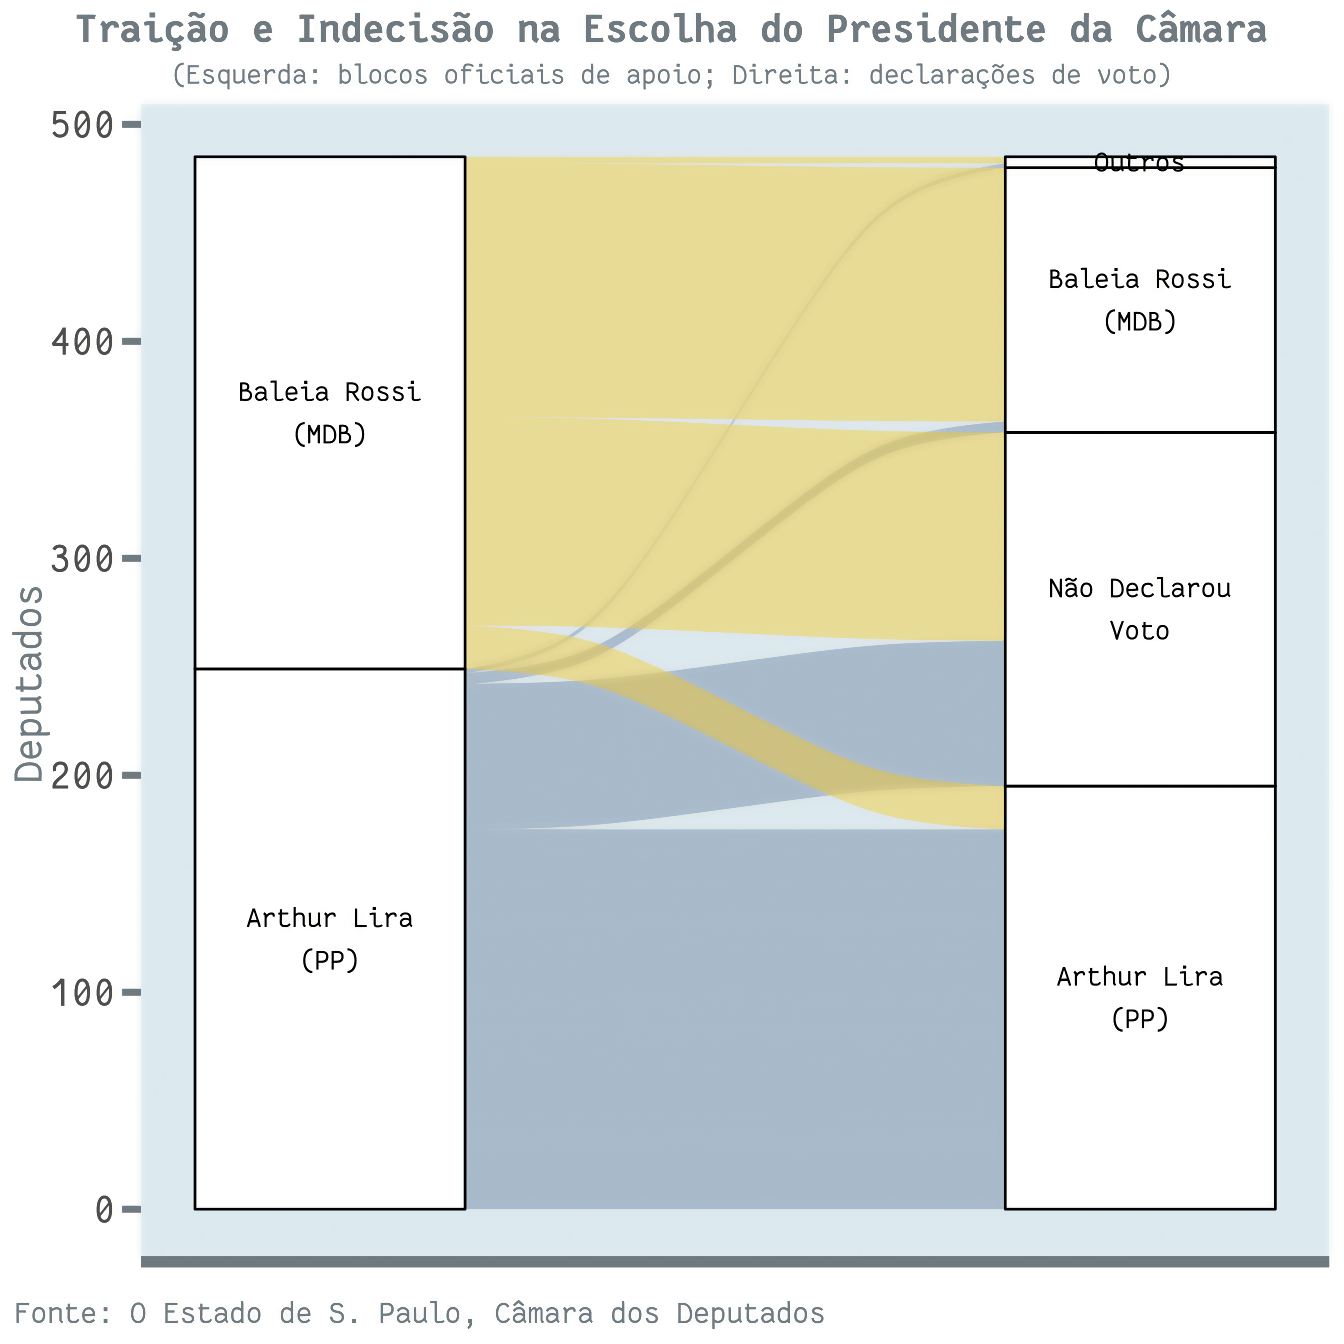 Traição e Indecisão na Escolha do Presidente da Câmara
(Esquerda: blocos oficiais de apoio; Direita: declarações de voto)
500
400
300
200
100
0
Deputados
Baleia Rossi
(MDB)
Arthur Lira
(PP)
Outros
Baleia Rossi
(MDB)
Não Declarou
Voto
Arthur Lira
(PP)
Fonte: O Estado de S. Paulo, Câmara dos Deputados